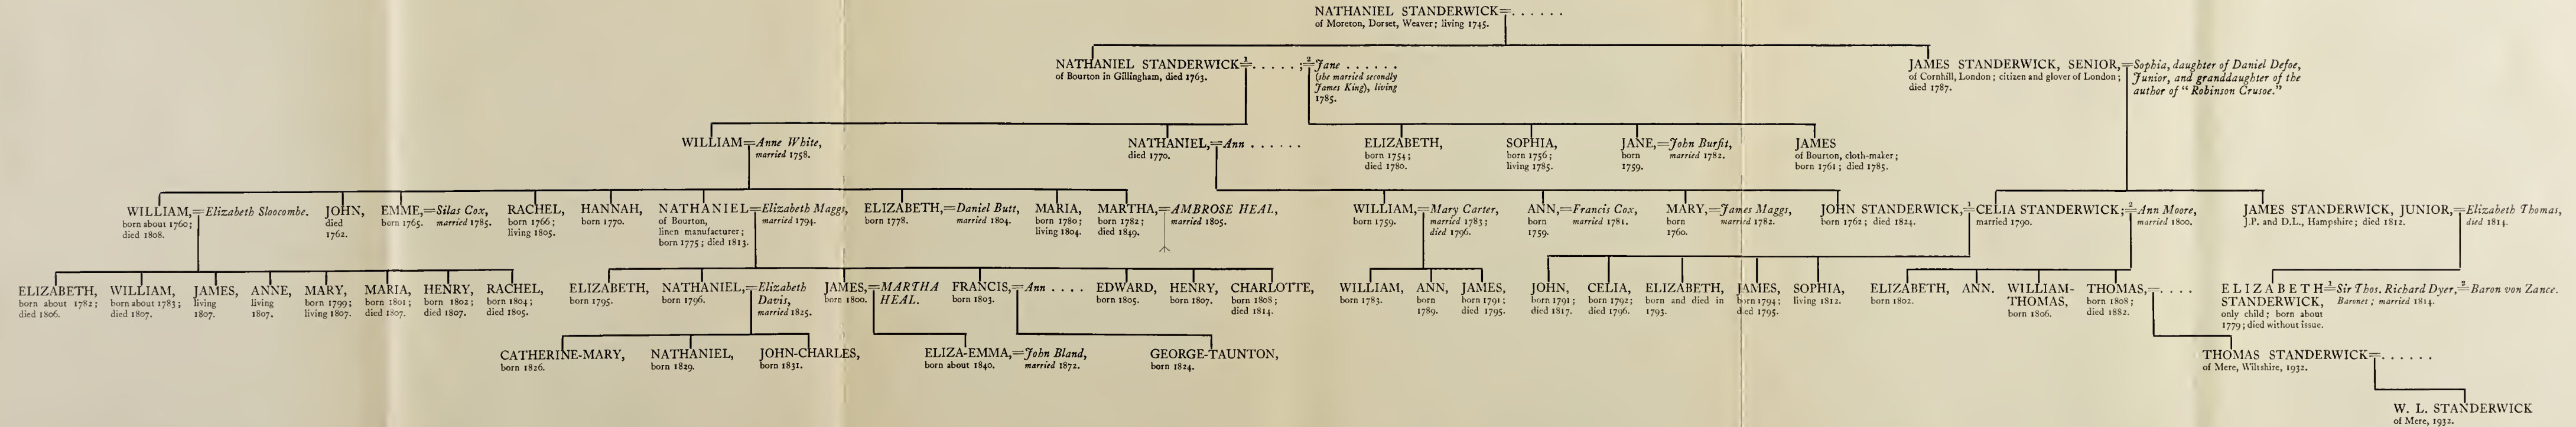 NATHANIEL STANDERWICK=. . . . . .
of Moreton, Dorset, Weaver; living 1745.
NATHANIEL STANDERWICK=1. . . . . ;=2Jane . . . . . .
of Bourton in Gillingham, died 1763.
(she married secondly
James King), living
1785.
JAMES STANDERWICK, SENIOR,=Sophia, daughter of Daniel Defoe,
of Cornhill, London; citizen and glover of London;
died 1787.
Junior, and granddaughter of the
author of “Robinson Crusoe.”
WILLIAM=Anne White,
married 1758.
NATHANIEL,=Ann . . . . . .
died 1770.
ELIZABETH,
born 1754;
died 1780.
SOPHIA,
born 1756;
living 1785.
JANE,=John Burfit,
born
1759.
married 1782.
JAMES
of Bourton, cloth-maker;
born 1761; died 1785.
WILLIAM,=Elizabeth Sloocombe.
born about 1760;
died 1808.
JOHN,
died
1762.
EMME,=Silas Cox,
born 1765.
married 1785.
RACHEL,
born 1766;
living 1805.
HANNAH,
born 1770.
NATHANIEL=Elizabeth Maggs,
of Bourton,
linen manufacturer;
born 1775; died 1813.
married 1794.
ELIZABETH,=Daniel Butt,
born 1778.
married 1804.
MARIA,
born 1780;
living 1804.
MARTHA,=AMBROSE HEAL,
born 1782;
died 1849.
married 1805.
WILLIAM,=Mary Carter,
born 1759.
married 1783;
died 1796.
ANN,=Francis Cox,
born
1759.
married 1781.
MARY,=James Maggs,
born
1760.
married 1782.
JOHN STANDERWICK,=1CELIA STANDERWICK;=2Ann Moore,
born 1762; died 1824.
married 1790.
married 1800.
JAMES STANDERWICK, JUNIOR,=Elizabeth Thomas,
J.P. and D.L., Hampshire; died 1812.
died 1814.
ELIZABETH,
born about 1782;
died 1806.
WILLIAM,
born about 1783;
died 1807.
JAMES,
living
1807.
ANNE,
living
1807.
MARY,
born 1799;
living 1807.
MARIA,
born 1801;
died 1807.
HENRY,
born 1802;
died 1807.
RACHEL,
born 1804;
died 1805.
ELIZABETH,
born 1795.
NATHANIEL,=Elizabeth
born 1796.
Davis,
married 1825.
JAMES,=MARTHA
born 1800.
HEAL.
FRANCIS,=Ann . . . .
born 1803.
EDWARD,
born 1805.
HENRY,
born 1807.
CHARLOTTE,
born 1808;
died 1814.
WILLIAM,
born 1783.
ANN,
born
1789.
JAMES,
born 1791;
died 1795.
JOHN,
born 1791;
died 1817.
CELIA,
born 1792;
died 1796.
ELIZABETH,
born and died in
1793.
JAMES,
born 1794;
died 1795.
SOPHIA,
living 1812.
ELIZABETH,
born 1802.
ANN.
WILLIAM-
THOMAS,
born 1806.
THOMAS,=. . . .
born 1808;
died 1882.
ELIZABETH=1Sir Thos. Richard Dyer,=2Baron von Zance.
STANDERWICK,
only child; born about
1779; died without issue.
Baronet; married 1814.
CATHERINE-MARY,
born 1826.
NATHANIEL,
born 1829.
JOHN-CHARLES,
born 1831.
ELIZA-EMMA,=John Bland,
born about 1840.
married 1872.
GEORGE-TAUNTON,
born 1824.
THOMAS STANDERWICK=. . . . . .
of Mere, Wiltshire, 1932.
W. L. STANDERWICK
of Mere, 1932.